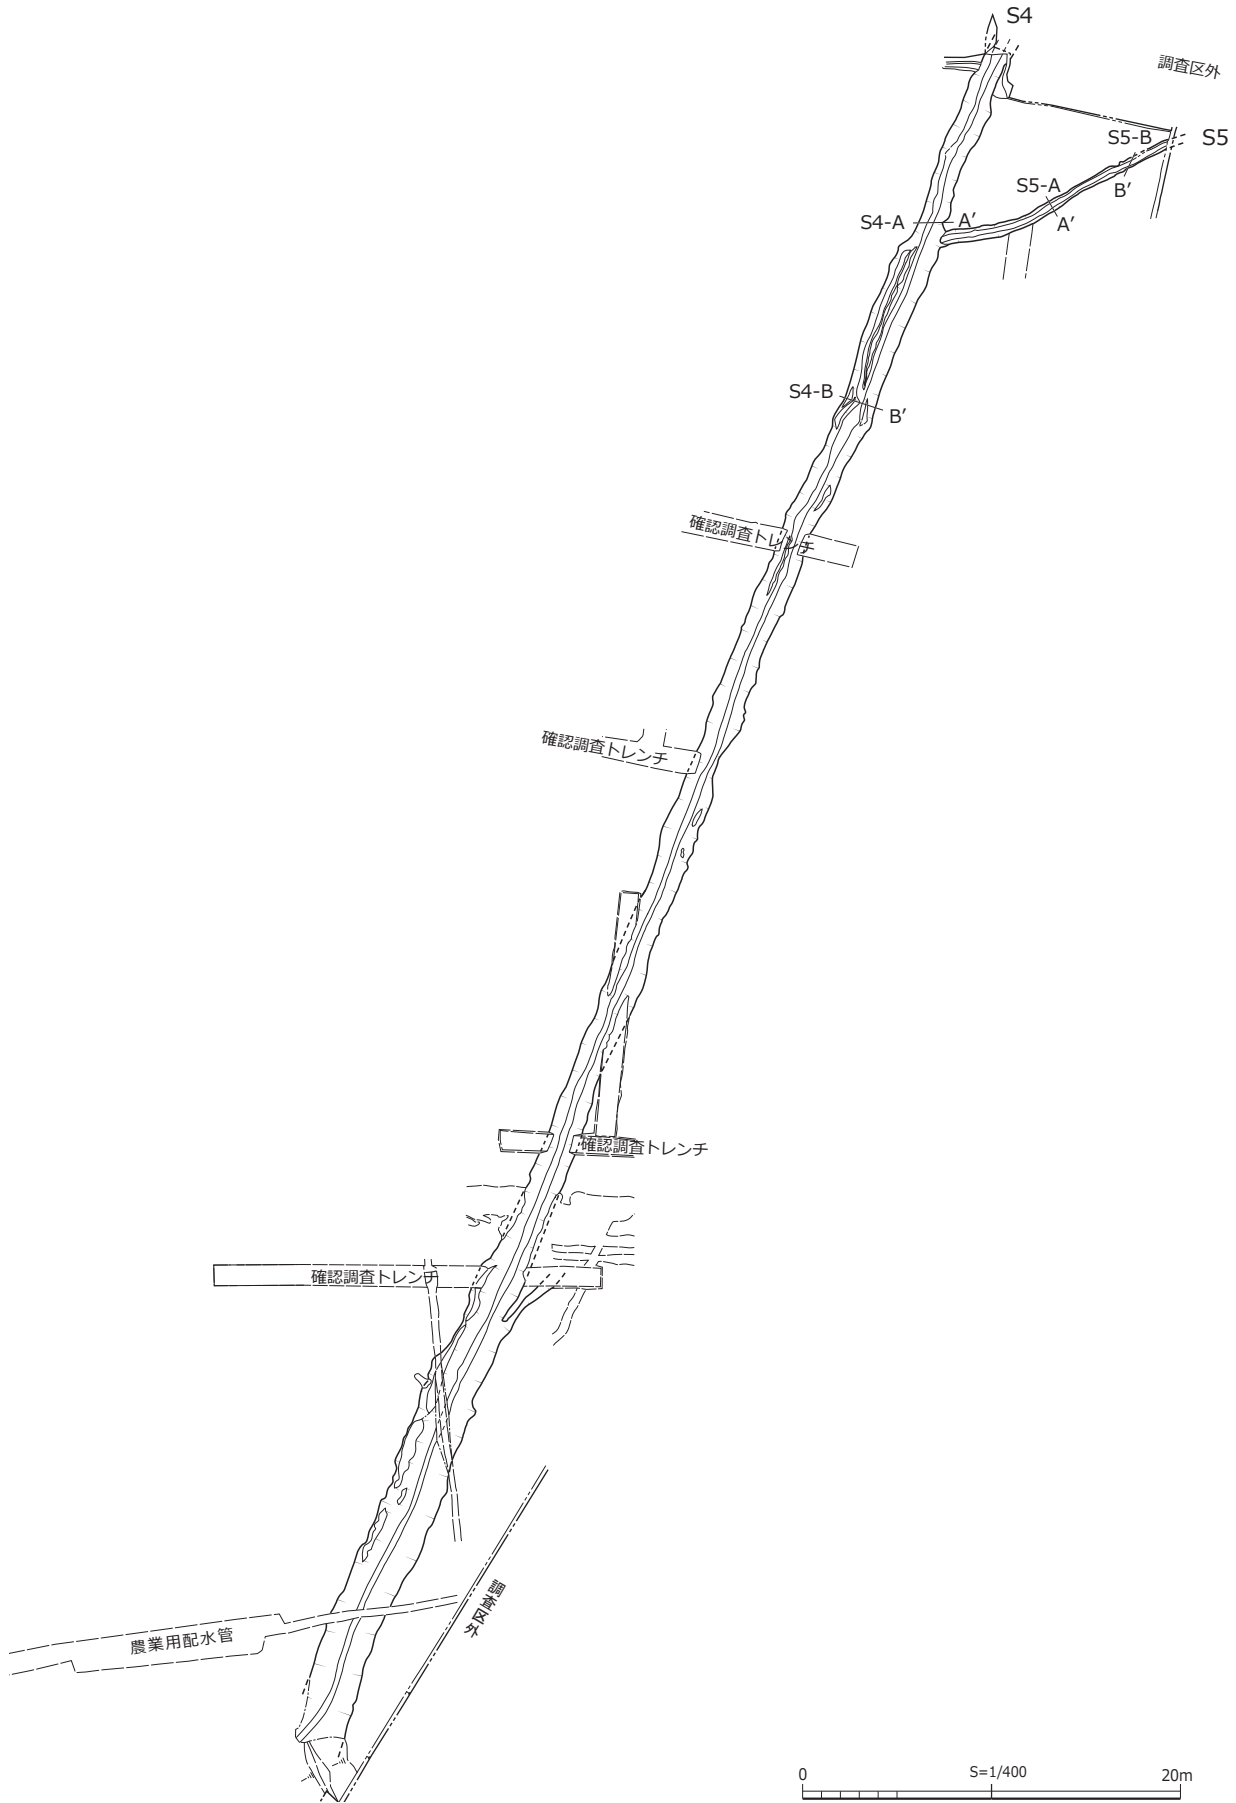 S4
調査区外
S5-B
S5
S5-A
B′
S4-A
A′
A′
S4-B
B′
確認調査トレンチ
確認調査トレンチ
確認調査トレンチ
確認調査トレンチ
調査区外
農業用配水管
0
S=1/400
20m